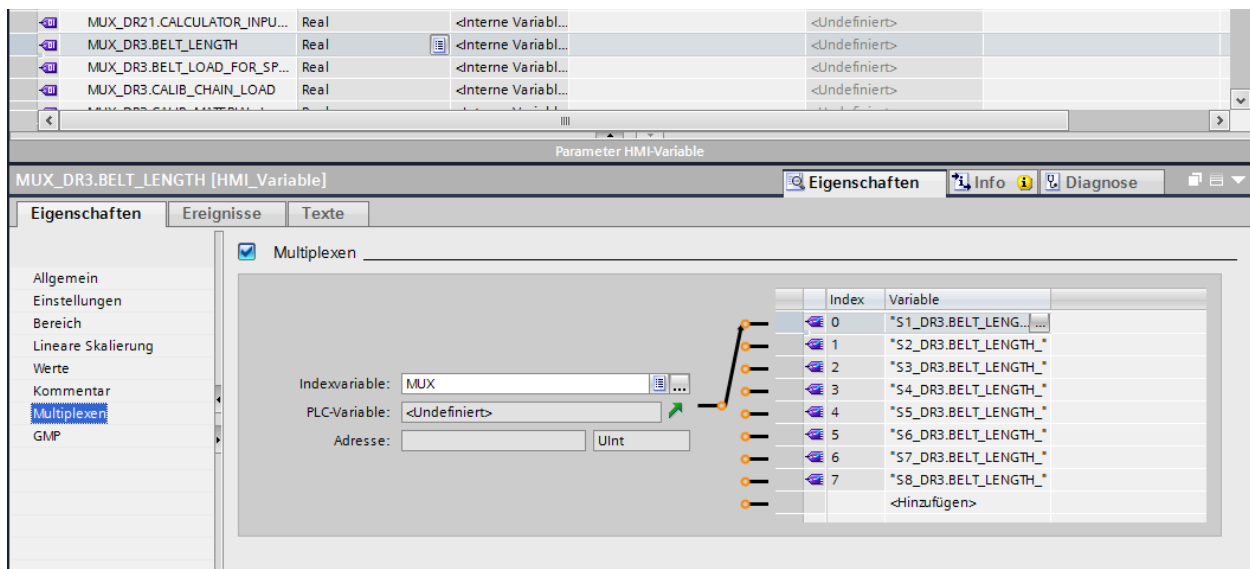 MUX_DR21.CALCULATOR_INPU... Real <Interne Variabl... <Undefiniert>
MUX_DR3.BELT_LENGTH Real <Interne Variabl... <Undefiniert>
MUX_DR3.BELT_LOAD_FOR_SP... Real <Interne Variabl... <Undefiniert>
MUX_DR3.CALIB_CHAIN_LOAD Real <Interne Variabl... <Undefiniert>
Parameter HMI-Variable
MUX_DR3.BELT_LENGTH [HMI_Variable] Eigenschaften Info Diagnose
Eigenschaften Ereignisse Texte
Multiplexen
Allgemein
Einstellungen
Bereich
Lineare Skalierung
Werte
Kommentar
Multiplexen
GMP
Indexvariable: MUX ...
PLC-Variable: <Undefiniert>
Adresse: UInt
Index Variable
0 "S1_DR3.BELT_LENG... ...
1 "S2_DR3.BELT_LENGTH_"
2 "S3_DR3.BELT_LENGTH_"
3 "S4_DR3.BELT_LENGTH_"
4 "S5_DR3.BELT_LENGTH_"
5 "S6_DR3.BELT_LENGTH_"
6 "S7_DR3.BELT_LENGTH_"
7 "S8_DR3.BELT_LENGTH_"
<Hinzufügen>